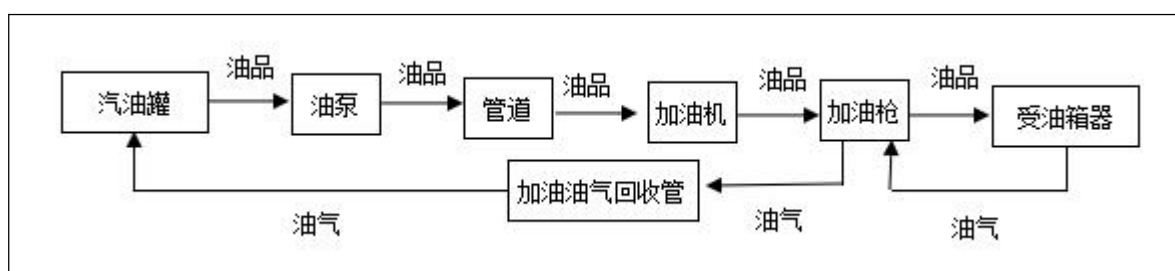 油品
油品
油品
油品
油品
汽油罐
油泵
管道
加油机
加油枪
受油箱器
加油油气回收管
油气
油气
油气